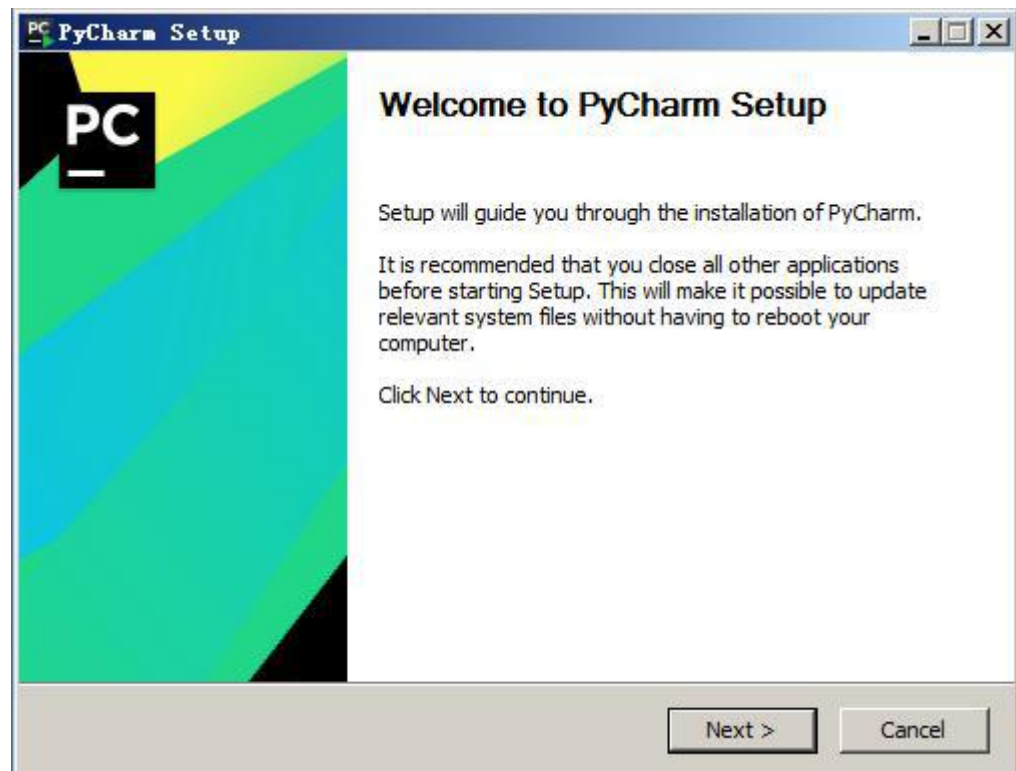 PC PyCharm Setup
PC
Welcome to PyCharm Setup
Setup will guide you through the installation of PyCharm.
It is recommended that you close all other applications
before starting Setup. This will make it possible to update
relevant system files without having to reboot your
computer.
Click Next to continue.
Next > Cancel